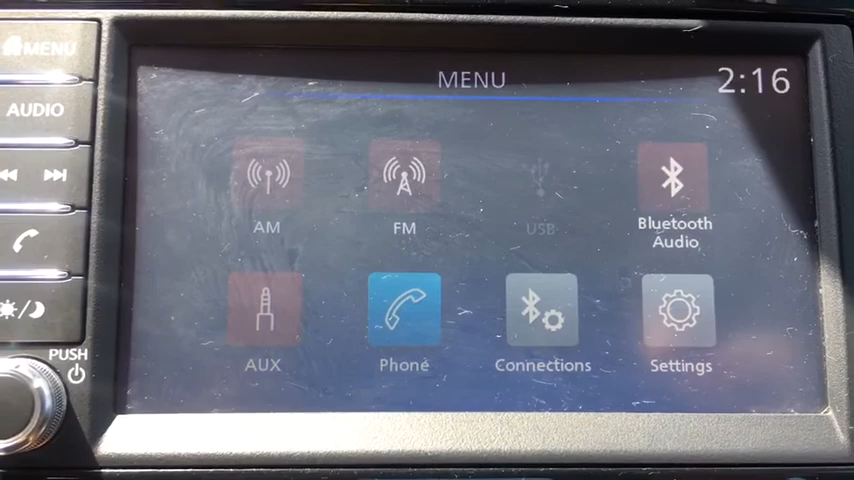 MENU
MENU
2:16
AUDIO
AM
FM
USB
Bluetooth
Audio
AUX
Phone
Connections
Settings
PUSH